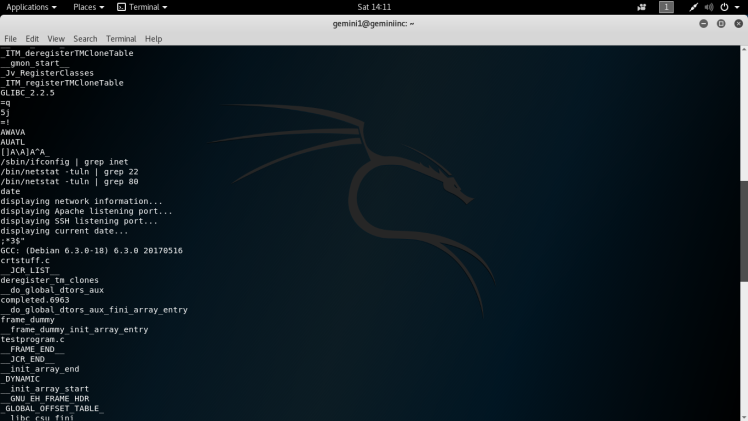 Applications Places Terminal Sat 14:11 1
gemini1@geminiinc: ~
File Edit View Search Terminal Help
_ITM_deregisterTMCloneTable
__gmon_start__
_Jv_RegisterClasses
_ITM_registerTMCloneTable
GLIBC_2.2.5
=q
5j
=!
AWAVA
AUATL
[]A\A]A^A_
/sbin/ifconfig | grep inet
/bin/netstat -tuln | grep 22
/bin/netstat -tuln | grep 80
date
displaying network information...
displaying Apache listening port...
displaying SSH listening port...
displaying current date...
;*3$"
GCC: (Debian 6.3.0-18) 6.3.0 20170516
crtstuff.c
__JCR_LIST__
deregister_tm_clones
__do_global_dtors_aux
completed.6963
__do_global_dtors_aux_fini_array_entry
frame_dummy
__frame_dummy_init_array_entry
testprogram.c
__FRAME_END__
__JCR_END__
__init_array_end
_DYNAMIC
__init_array_start
__GNU_EH_FRAME_HDR
_GLOBAL_OFFSET_TABLE_
__libc_csu_fini